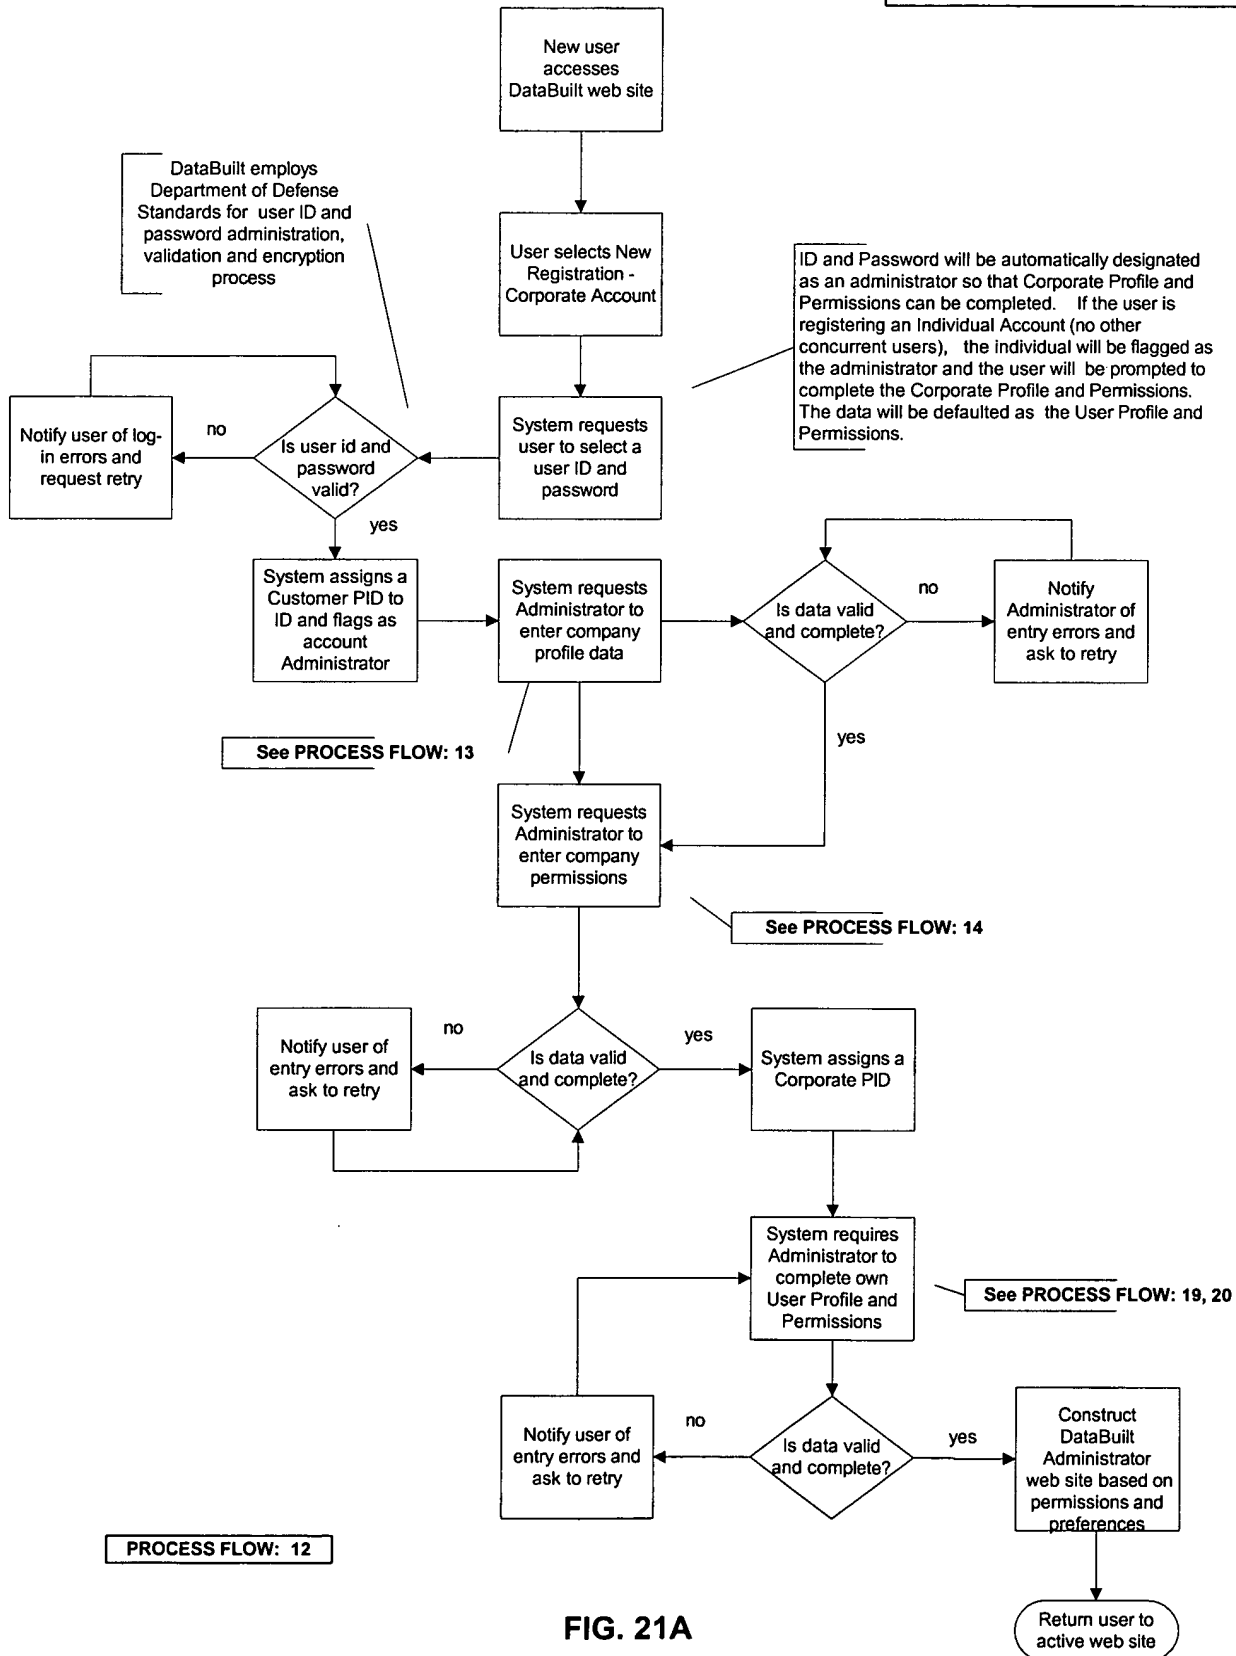 New user
accesses
DataBuilt web site
DataBuilt employs
Department of Defense
Standards for user ID and
password administration,
validation and encryption
process
User selects New
Registration -
Corporate Account
ID and Password will be automatically designated
as an administrator so that Corporate Profile and
Permissions can be completed. If the user is
registering an Individual Account (no other
concurrent users), the individual will be flagged as
the administrator and the user will be prompted to
complete the Corporate Profile and Permissions.
The data will be defaulted as the User Profile and
Permissions.
Notify user of log-
in errors and
request retry
no
Is user id and
password
valid?
System requests
user to select a
user ID and
password
yes
System assigns a
Customer PID to
ID and flags as
account
Administrator
System requests
Administrator to
enter company
profile data
Is data valid
and complete?
no
Notify
Administrator of
entry errors and
ask to retry
yes
See PROCESS FLOW: 13
System requests
Administrator to
enter company
permissions
See PROCESS FLOW: 14
Notify user of
entry errors and
ask to retry
no
Is data valid
and complete?
yes
System assigns a
Corporate PID
System requires
Administrator to
complete own
User Profile and
Permissions
See PROCESS FLOW: 19, 20
Notify user of
entry errors and
ask to retry
no
Is data valid
and complete?
yes
Construct
DataBuilt
Administrator
web site based on
permissions and
preferences
PROCESS FLOW: 12
FIG. 21A
Return user to
active web site